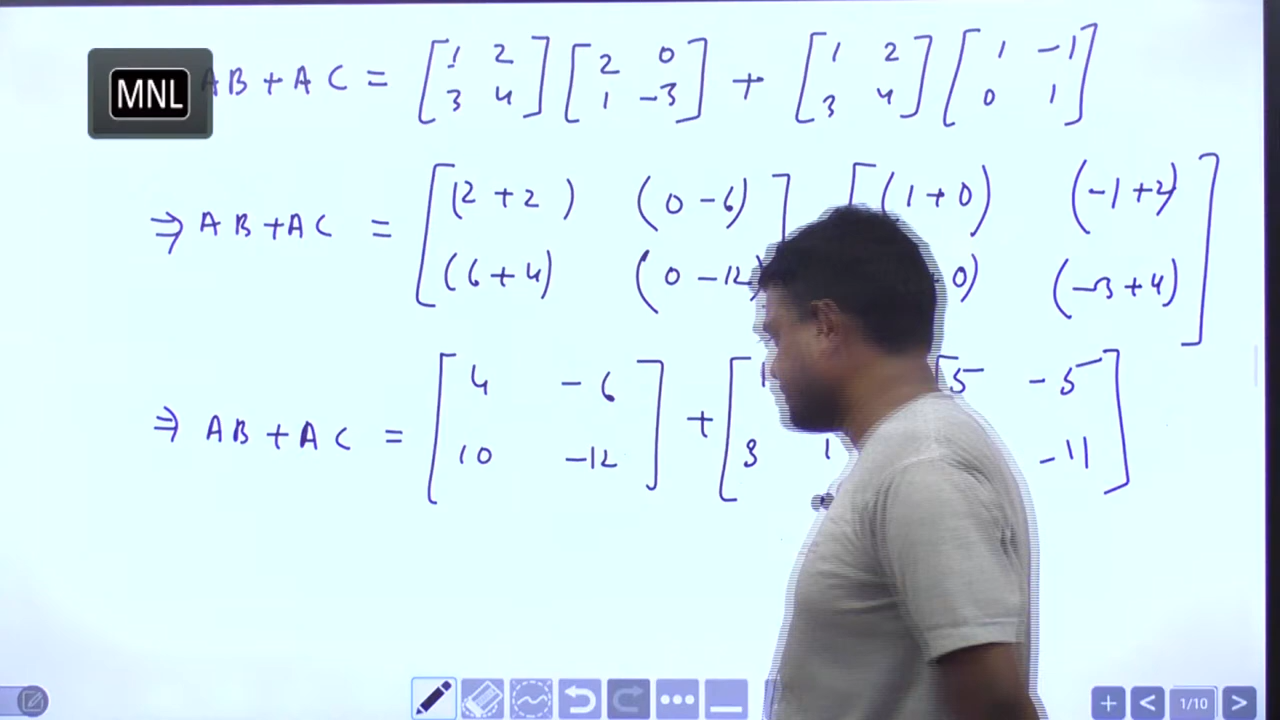 MNL
AB + AC = [1 2 3 4] [2 0 1 -3] + [1 2 3 4] [1 -1 0 1]
⇒ AB + AC = [(2 + 2) (0 - 6) (6 + 4) (0 - 12)] [(1 + 0) (-1 + 2) 0) (-3 + 4)]
⇒ AB + AC = [4 -6 10 -12] + [1 3 1 [5 -5 -11]
1/10